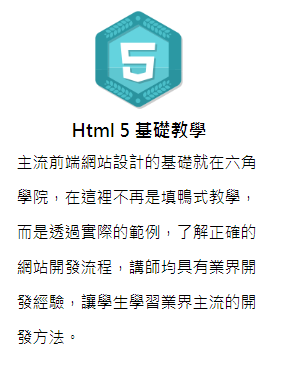 5
Html 5 基礎教學
主流前端網站設計的基礎就在六角
學院，在這裡不再是填鴨式教學，
而是透過實際的範例，了解正確的
網站開發流程，講師均具有業界開
發經驗，讓學生學習業界主流的開
發方法。